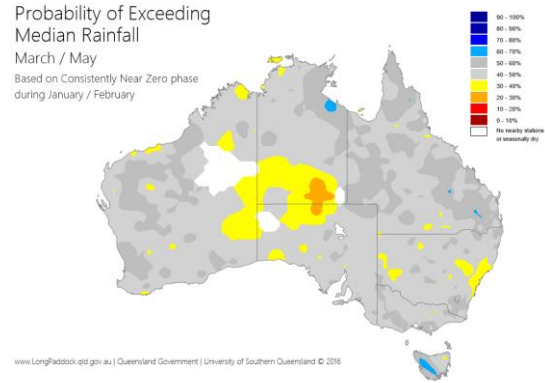 Probability of Exceeding
Median Rainfall
March / May
Based on Consistently Near Zero phase
during January / February
90 - 100%
80 - 90%
70 - 80%
60 - 70%
50 - 60%
40 - 50%
30 - 40%
20 - 30%
10 - 20%
0 - 10%
No nearby stations
or seasonally dry
www.LongPaddock.qld.gov.au | Queensland Government | University of Southern Queensland © 2016